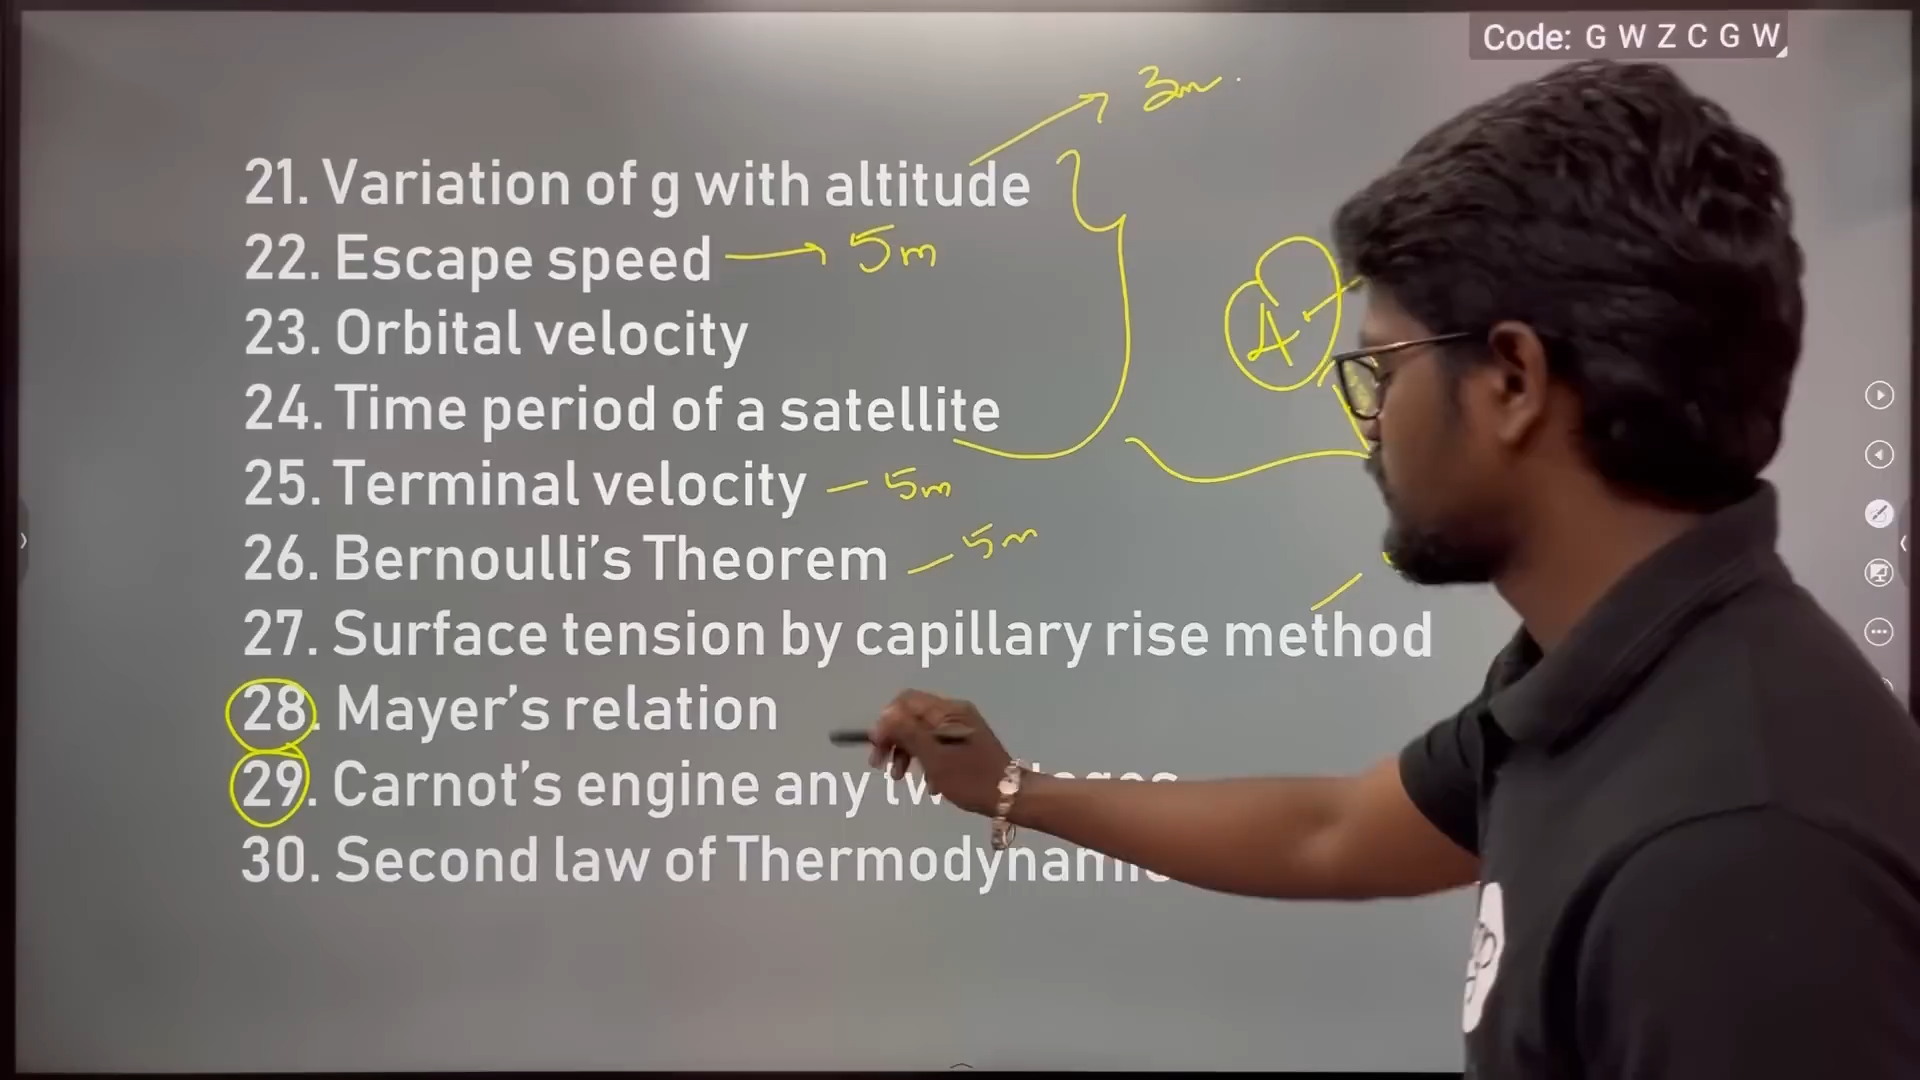 Code: G W Z C G W
3m.
21. Variation of g with altitude
22. Escape speed → 5m
23. Orbital velocity
24. Time period of a satellite
25. Terminal velocity – 5m
26. Bernoulli's Theorem – 5m
27. Surface tension by capillary rise method
28. Mayer's relation
29. Carnot's engine any
30. Second law of